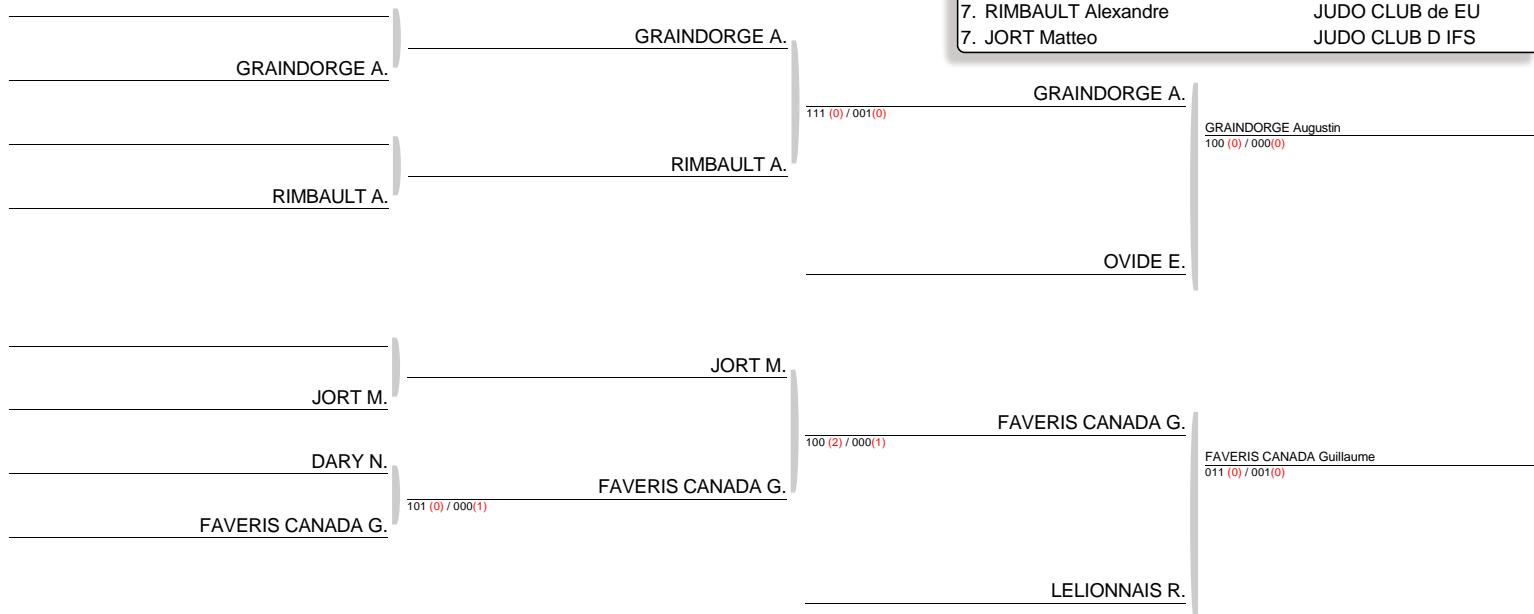 7. RIMBAULT Alexandre JUDO CLUB de EU
7. JORT Matteo JUDO CLUB D IFS
GRAINDORGE A.
GRAINDORGE A.
GRAINDORGE A.
111 (0) / 001(0)
GRAINDORGE Augustin
100 (0) / 000(0)
RIMBAULT A.
RIMBAULT A.
OVIDE E.
JORT M.
JORT M.
FAVERIS CANADA G.
100 (2) / 000(1)
DARY N.
FAVERIS CANADA Guillaume
011 (0) / 001(0)
FAVERIS CANADA G.
101 (0) / 000(1)
FAVERIS CANADA G.
LELIONNAIS R.